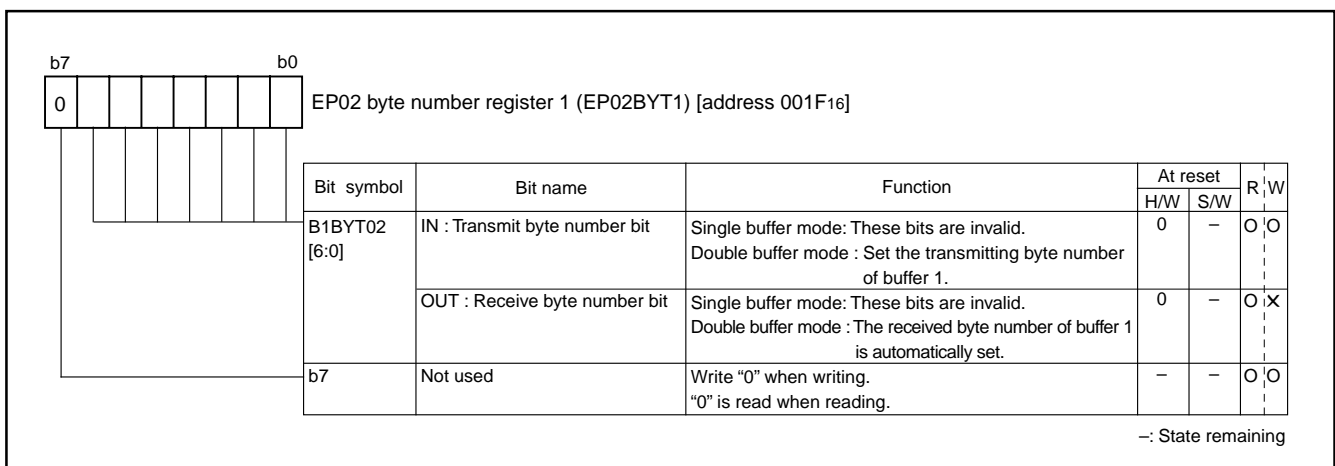 b7 b0
0
EP02 byte number register 1 (EP02BYT1) [address 001F16]
Bit symbol Bit name Function At reset R W
H/W S/W
B1BYT02 IN : Transmit byte number bit Single buffer mode: These bits are invalid. 0 – O O
[6:0] Double buffer mode : Set the transmitting byte number
of buffer 1.
OUT : Receive byte number bit Single buffer mode: These bits are invalid. 0 – O ×
Double buffer mode : The received byte number of buffer 1
is automatically set.
b7 Not used Write “0” when writing. – – O O
“0” is read when reading.
–: State remaining